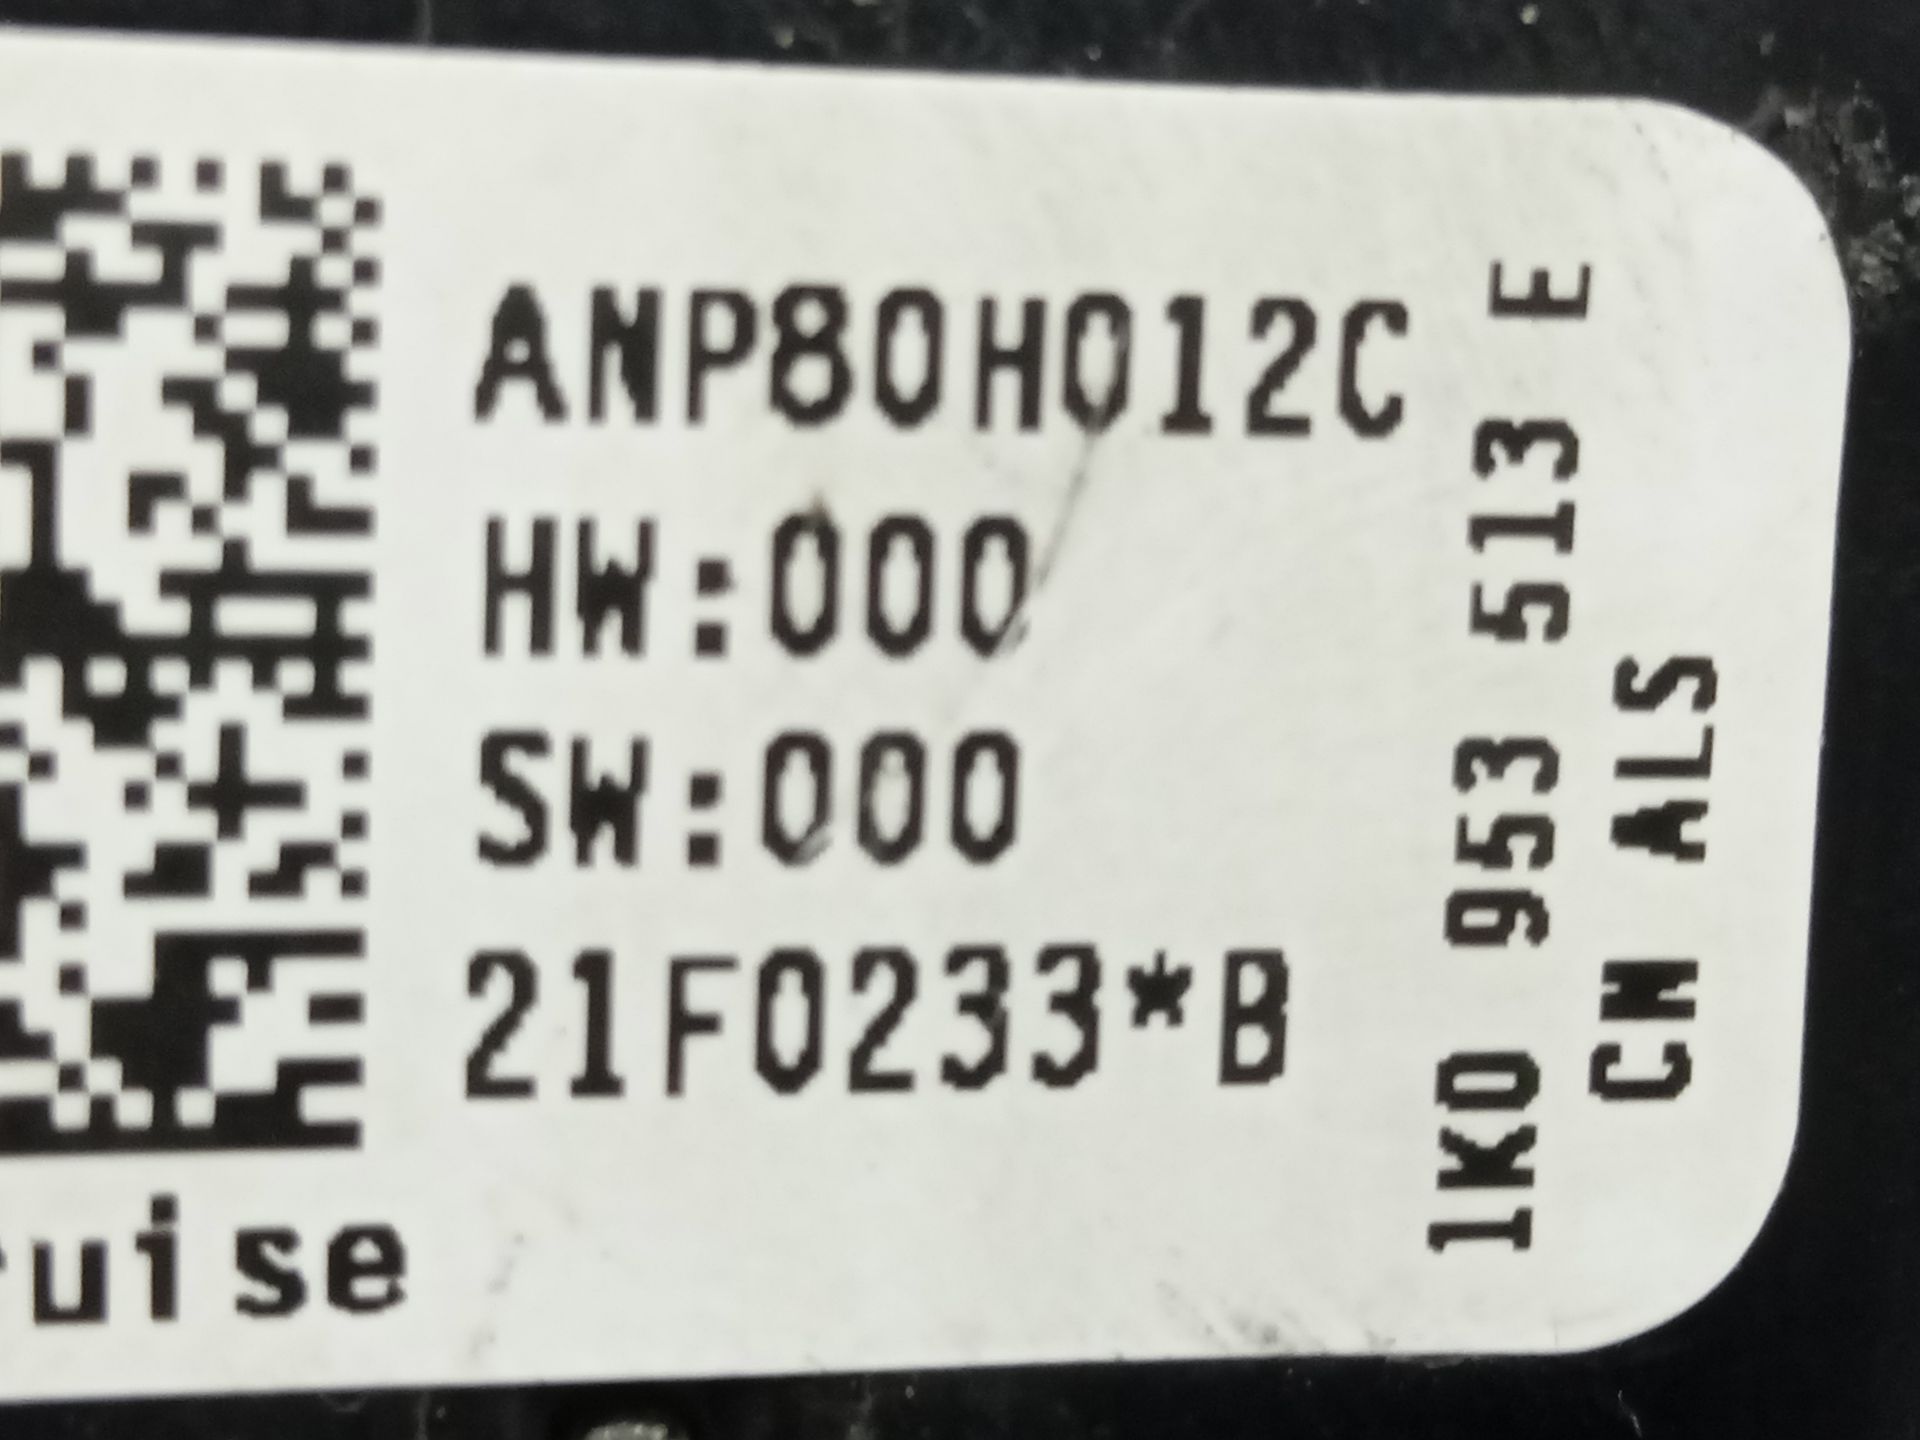 ANP80H012C
HW:000
SW:000
21F0233*B
uise
1K0 953 513 E
CN ALS